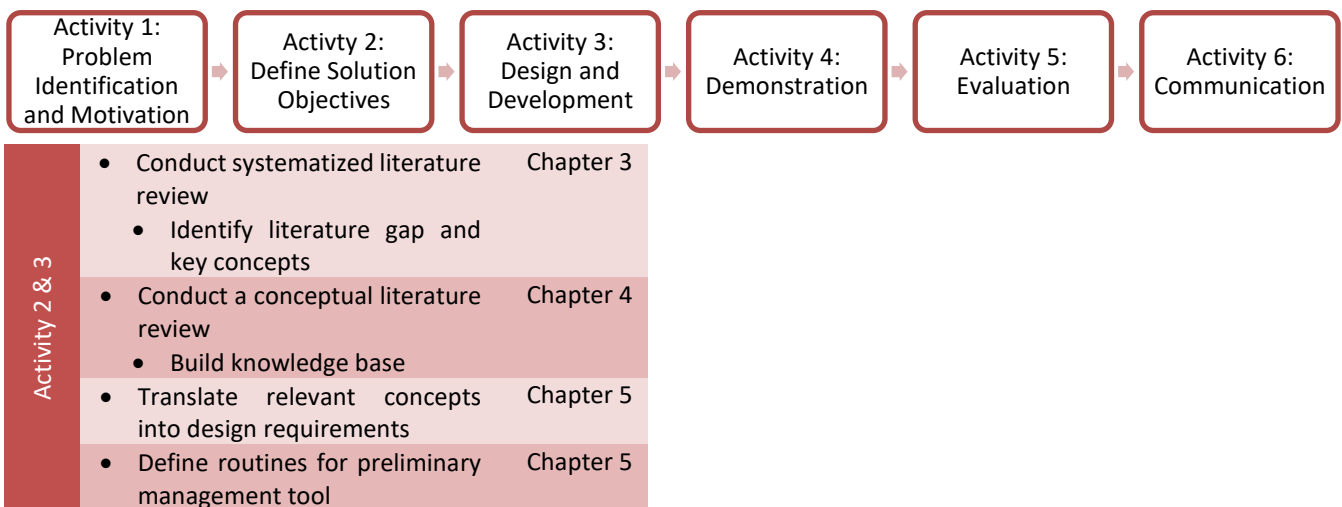 Activity 1:
Problem
Identification
and Motivation
Activty 2:
Define Solution
Objectives
Activity 3:
Design and
Development
Activity 4:
Demonstration
Activity 5:
Evaluation
Activity 6:
Communication
Activity 2 & 3
• Conduct systematized literature
review
Chapter 3
• Identify literature gap and
key concepts
• Conduct a conceptual literature
review
Chapter 4
• Build knowledge base
• Translate relevant concepts
into design requirements
Chapter 5
• Define routines for preliminary
management tool
Chapter 5